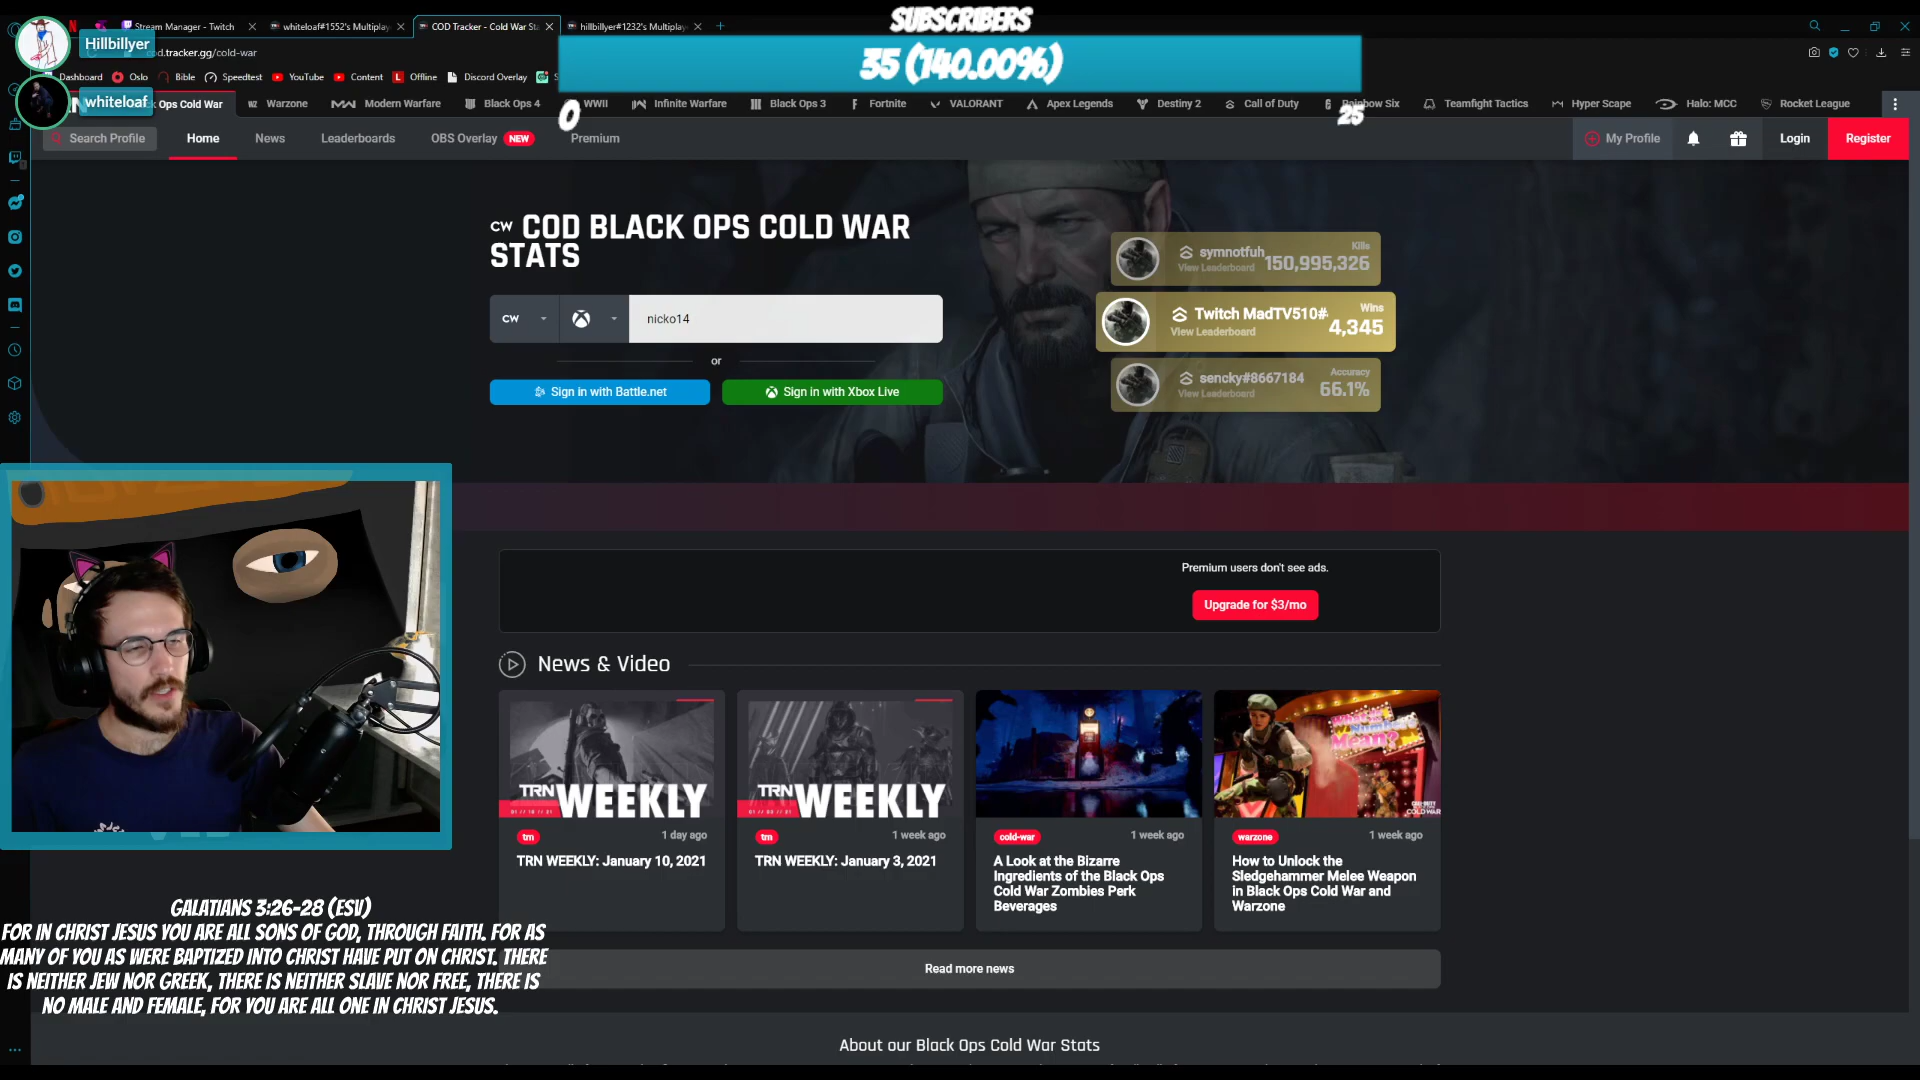 SUBSCRIBERS
35 (140.00%)
0
25
Hillbillyer
whiteloaf
Stream Manager - Twitch
whiteloaf#1552's Multiplay
COD Tracker - Cold War St
hillbillyer#1232's Multiplay
cod.tracker.gg/cold-war
Dashboard
Oslo
Bible
Speedtest
YouTube
Content
Offline
Discord Overlay
Ops Cold War
Warzone
Modern Warfare
Black Ops 4
WWII
Infinite Warfare
Black Ops 3
Fortnite
VALORANT
Apex Legends
Destiny 2
Call of Duty
Rainbow Six
Teamfight Tactics
Hyper Scape
Halo: MCC
Rocket League
Search Profile
Home
News
Leaderboards
OBS Overlay NEW
Premium
My Profile
Login
Register
CW COD BLACK OPS COLD WAR
STATS
CW
nicko14
or
Sign in with Battle.net
Sign in with Xbox Live
symnotfuh
View Leaderboard
Kills
150,995,326
Twitch MadTV510#
View Leaderboard
Wins
4,345
sencky#8667184
View Leaderboard
Accuracy
66.1%
Premium users don't see ads.
Upgrade for $3/mo
News & Video
TRN WEEKLY
trn
1 day ago
TRN WEEKLY: January 10, 2021
TRN WEEKLY
trn
1 week ago
TRN WEEKLY: January 3, 2021
cold-war
1 week ago
A Look at the Bizarre
Ingredients of the Black Ops
Cold War Zombies Perk
Beverages
What Do
Numbers
Mean?
warzone
1 week ago
How to Unlock the
Sledgehammer Melee Weapon
in Black Ops Cold War and
Warzone
Read more news
About our Black Ops Cold War Stats
GALATIANS 3:26-28 (ESV)
FOR IN CHRIST JESUS YOU ARE ALL SONS OF GOD, THROUGH FAITH. FOR AS
MANY OF YOU AS WERE BAPTIZED INTO CHRIST HAVE PUT ON CHRIST. THERE
IS NEITHER JEW NOR GREEK, THERE IS NEITHER SLAVE NOR FREE, THERE IS
NO MALE AND FEMALE, FOR YOU ARE ALL ONE IN CHRIST JESUS.